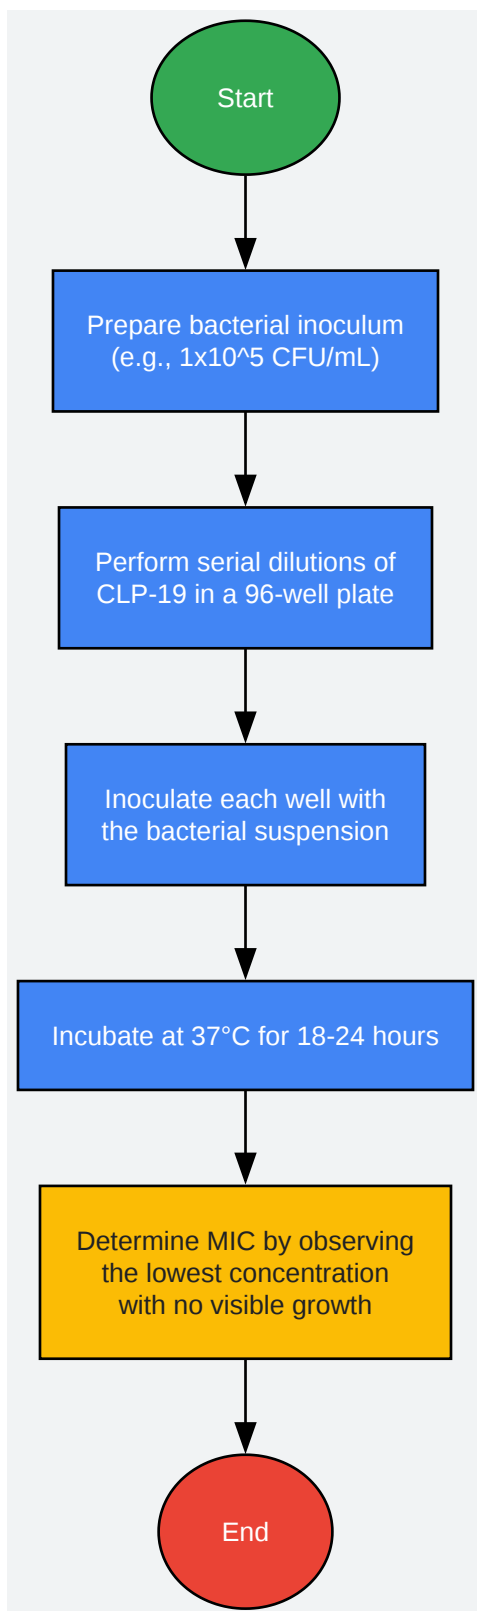 Start
Prepare bacterial inoculum
(e.g., 1x10^5 CFU/mL)
Perform serial dilutions of
CLP-19 in a 96-well plate
Inoculate each well with
the bacterial suspension
Incubate at 37°C for 18-24 hours
Determine MIC by observing
the lowest concentration
with no visible growth
End